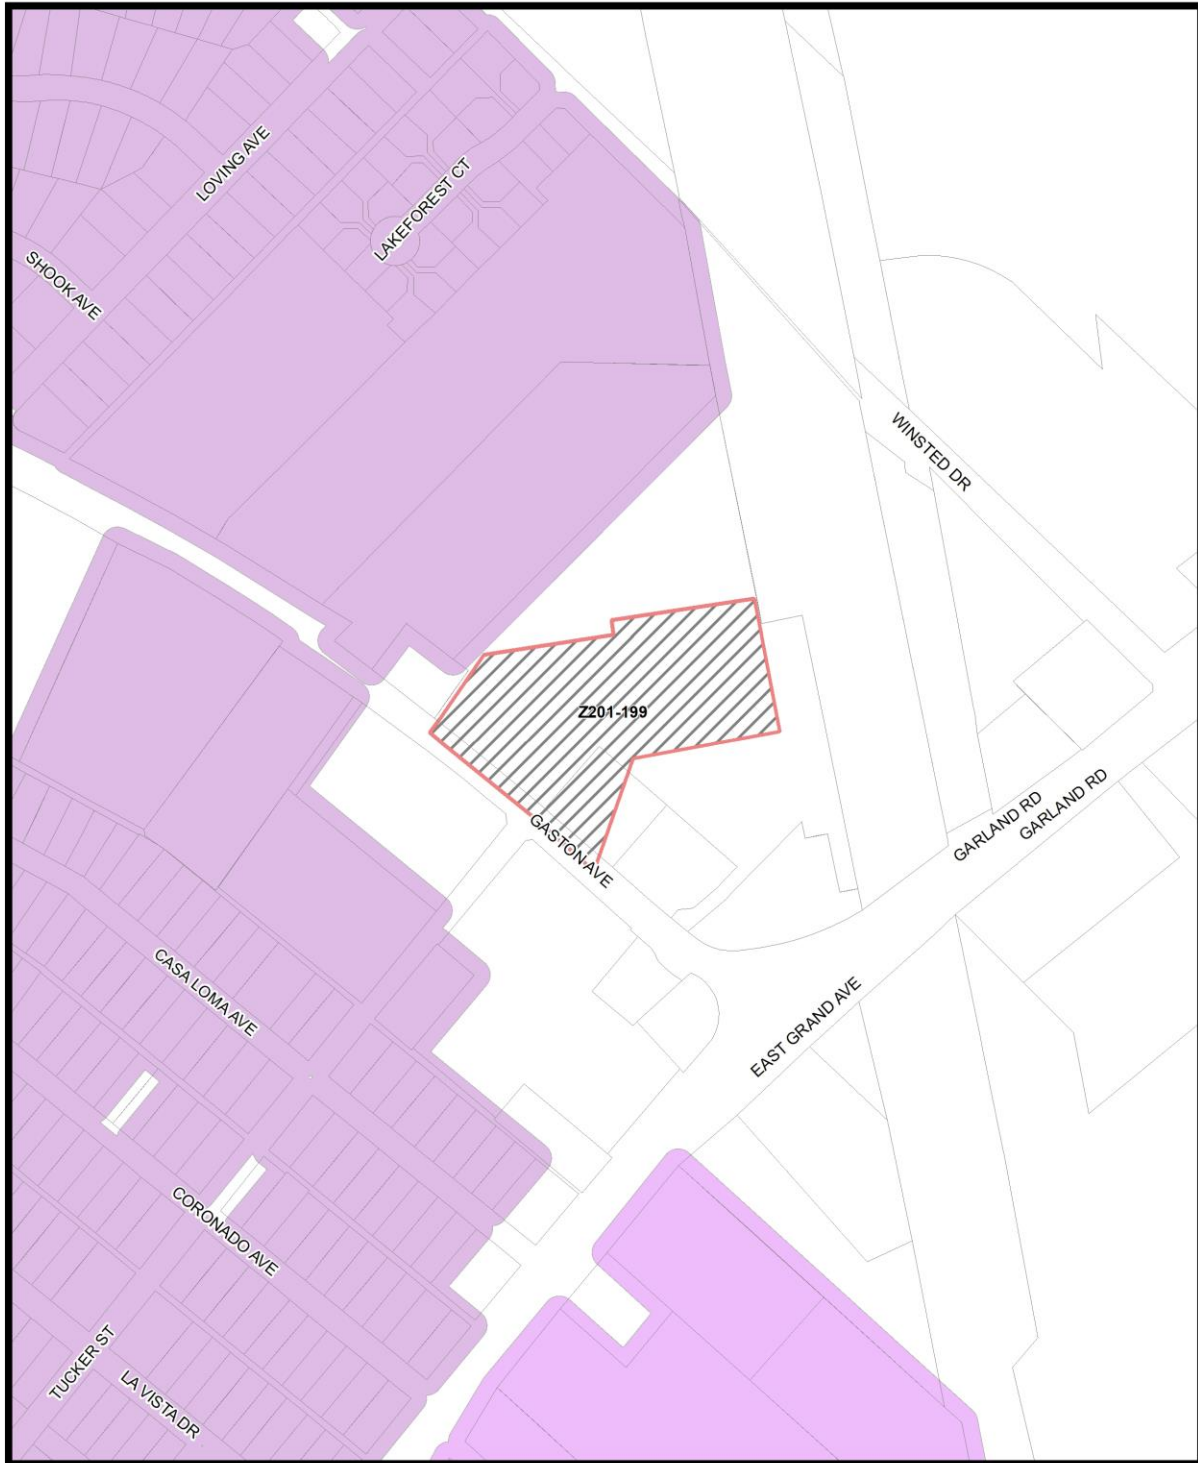 LOVING AVE
LAKEFOREST CT
SHOOK AVE
WINSTED DR
Z201-199
GARLAND RD
GARLAND RD
GASTON AVE
CASA LOMA AVE
EAST GRAND AVE
CORONADO AVE
TUCKER ST
LA VISTA DR